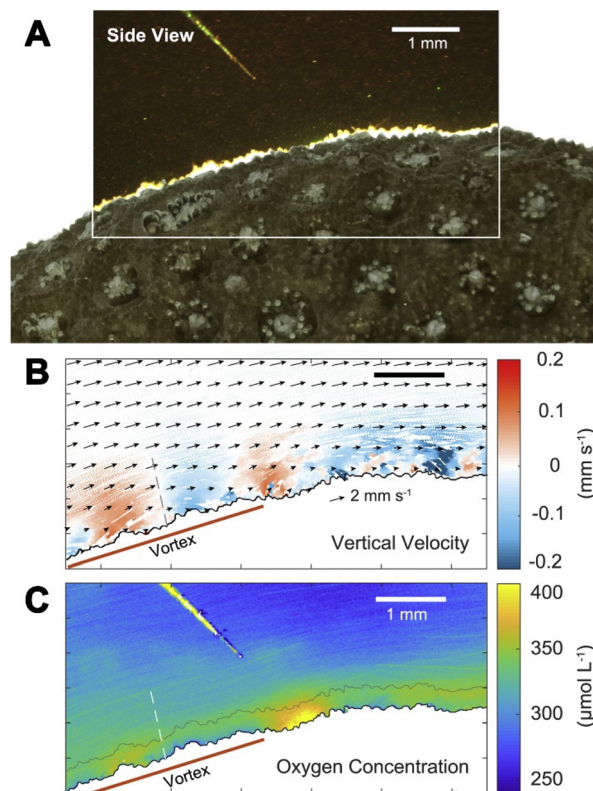 A
Side View
1 mm
B
0.2
0.1
0
-0.1
-0.2
(mm s⁻¹)
2 mm s⁻¹
Vortex
Vertical Velocity
C
1 mm
400
350
300
250
(μmol L⁻¹)
Vortex
Oxygen Concentration